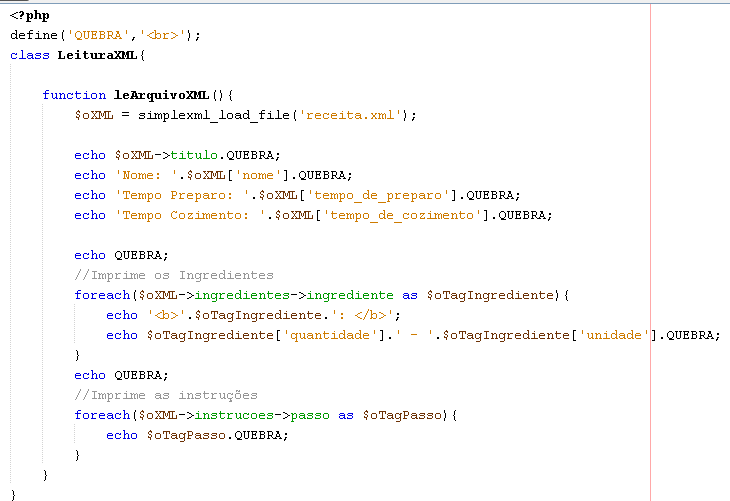 <?php
define('QUEBRA','<br>');
class LeituraXML{
function leArquivoXML(){
$oXML = simplexml_load_file('receita.xml');
echo $oXML->titulo.QUEBRA;
echo 'Nome: '.$oXML['nome'].QUEBRA;
echo 'Tempo Preparo: '.$oXML['tempo_de_preparo'].QUEBRA;
echo 'Tempo Cozimento: '.$oXML['tempo_de_cozimento'].QUEBRA;
echo QUEBRA;
//Imprime os Ingredientes
foreach($oXML->ingredientes->ingrediente as $oTagIngrediente){
echo '<b>'.$oTagIngrediente.': </b>';
echo $oTagIngrediente['quantidade'].' - '.$oTagIngrediente['unidade'].QUEBRA;
}
echo QUEBRA;
//Imprime as instruções
foreach($oXML->instrucoes->passo as $oTagPasso){
echo $oTagPasso.QUEBRA;
}
}
}